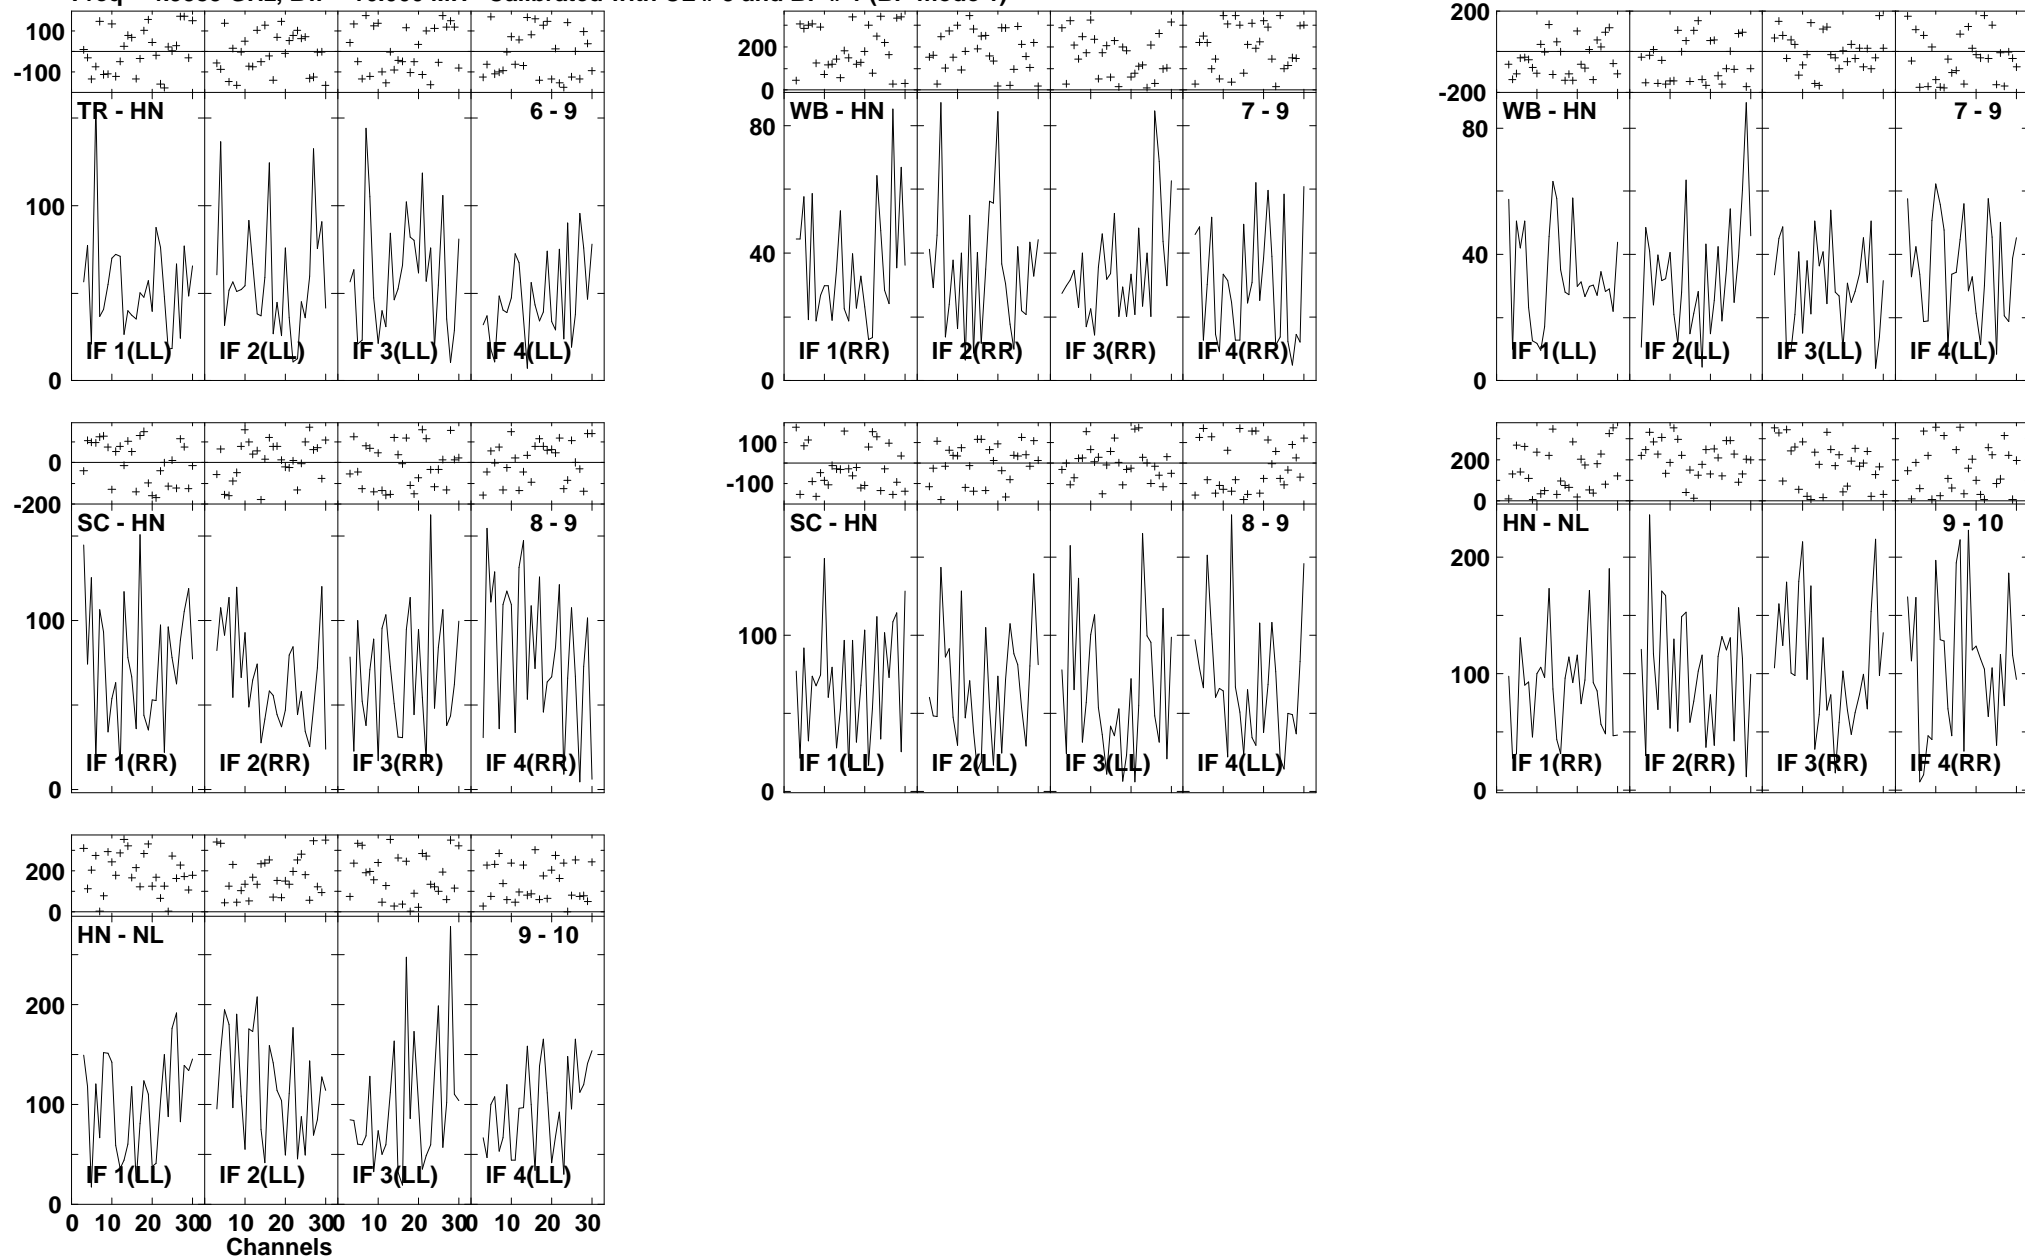 100
-100
TR - HN 6 - 9
100
0
IF 1(LL) IF 2(LL) IF 3(LL) IF 4(LL)
200
0
WB - HN 7 - 9
80
40
0
IF 1(RR) IF 2(RR) IF 3(RR) IF 4(RR)
200
-200
WB - HN 7 - 9
80
40
0
IF 1(LL) IF 2(LL) IF 3(LL) IF 4(LL)
0
-200
SC - HN 8 - 9
100
0
IF 1(RR) IF 2(RR) IF 3(RR) IF 4(RR)
100
-100
SC - HN 8 - 9
100
0
IF 1(LL) IF 2(LL) IF 3(LL) IF 4(LL)
200
0
HN - NL 9 - 10
200
100
0
IF 1(RR) IF 2(RR) IF 3(RR) IF 4(RR)
200
0
HN - NL 9 - 10
200
100
0
IF 1(LL) IF 2(LL) IF 3(LL) IF 4(LL)
0 10 20 30 0 10 20 30 0 10 20 30 0 10 20 30
Channels